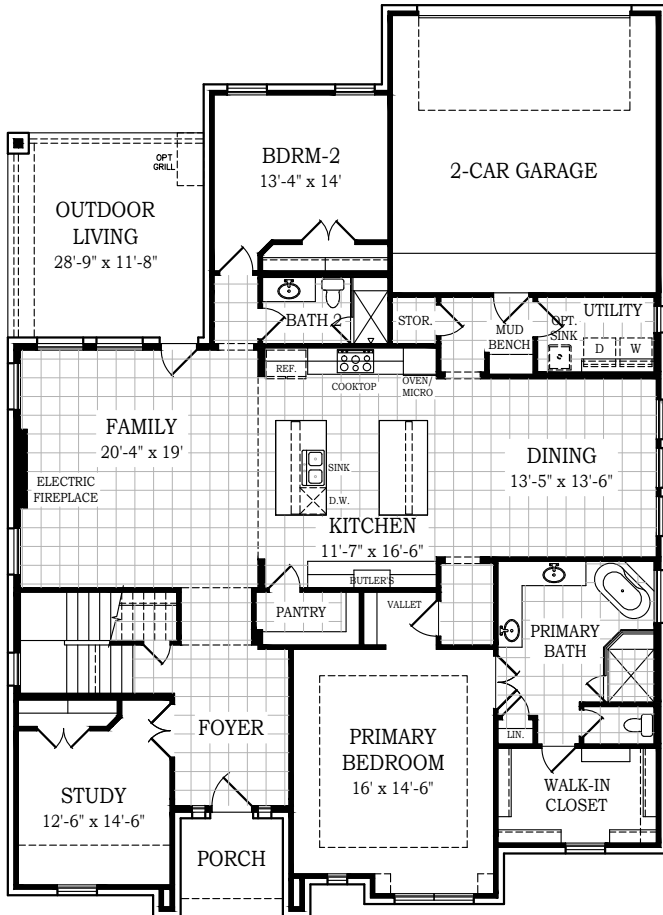 2-CAR GARAGE
BDRM-2
13'-4" x 14'
OPT
GRILL
OUTDOOR
LIVING
28'-9" x 11'-8"
BATH 2
STOR.
MUD
BENCH
OPT.
SINK
UTILITY
D
W
REF.
COOKTOP
OVEN/
MICRO
FAMILY
20'-4" x 19'
ELECTRIC
FIREPLACE
SINK
D.W.
KITCHEN
11'-7" x 16'-6"
DINING
13'-5" x 13'-6"
BUTLER'S
PANTRY
VALLET
PRIMARY
BATH
LIN.
FOYER
PRIMARY
BEDROOM
16' x 14'-6"
WALK-IN
CLOSET
STUDY
12'-6" x 14'-6"
PORCH